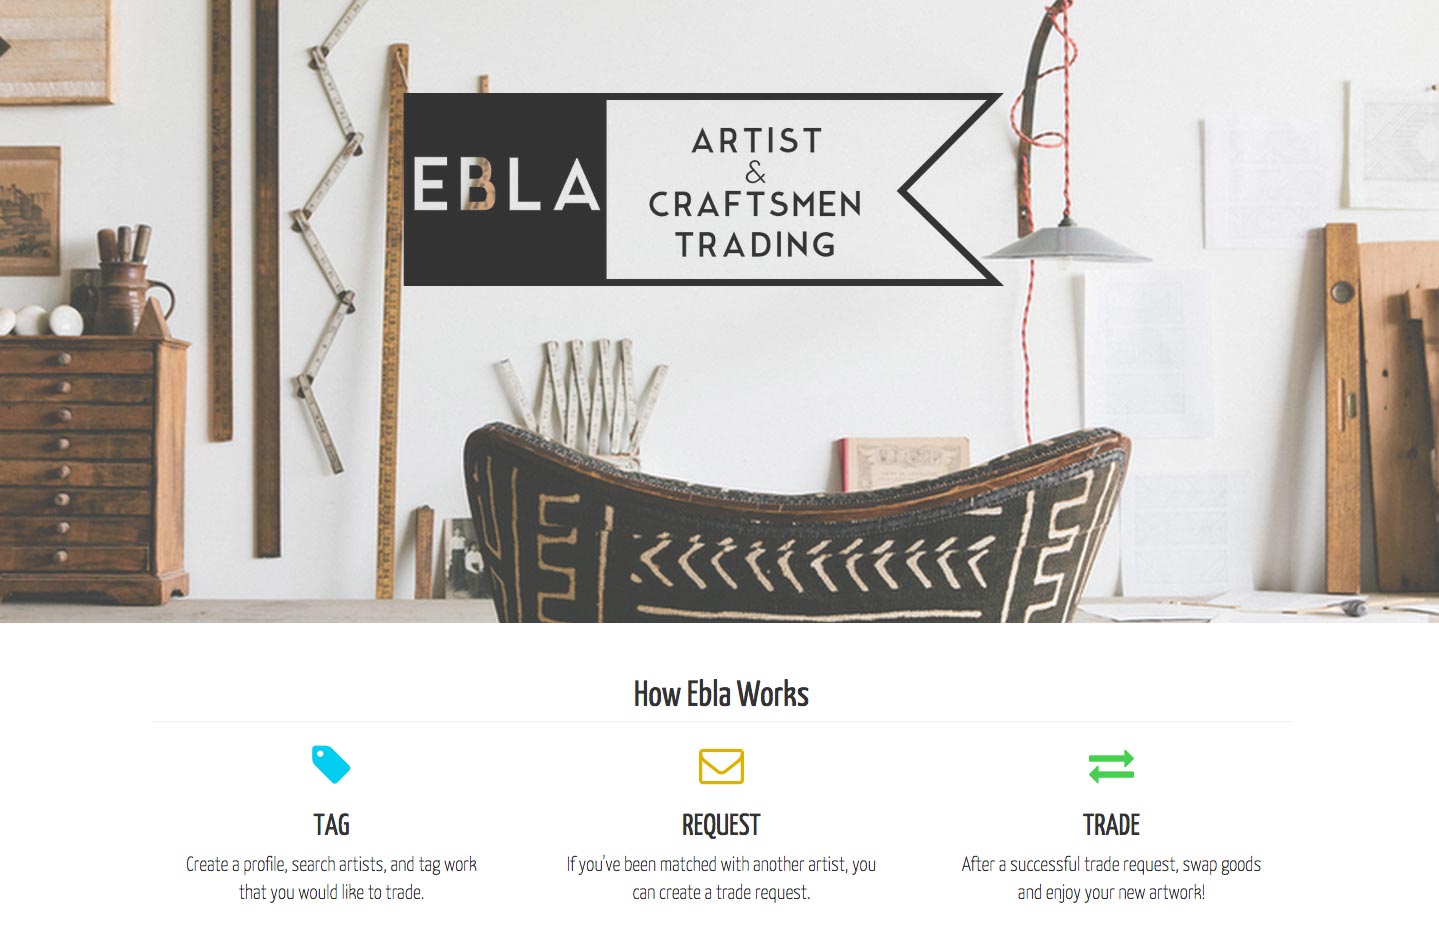 EBLA
ARTIST
&
CRAFTSMEN
TRADING
How Ebla Works
TAG
Create a profile, search artists, and tag work
that you would like to trade.
REQUEST
If you've been matched with another artist, you
can create a trade request.
TRADE
After a successful trade request, swap goods
and enjoy your new artwork!